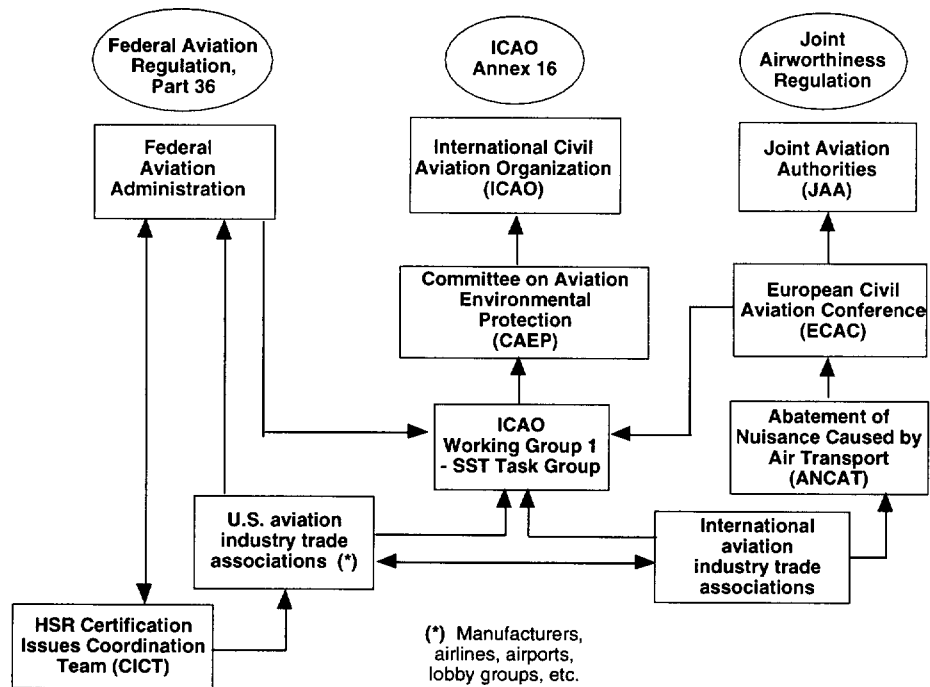 Federal Aviation
Regulation,
Part 36
ICAO
Annex 16
Joint
Airworthiness
Regulation
Federal
Aviation
Administration
International Civil
Aviation Organization
(ICAO)
Joint Aviation
Authorities
(JAA)
Committee on Aviation
Environmental
Protection
(CAEP)
European Civil
Aviation Conference
(ECAC)
ICAO
Working Group 1
- SST Task Group
Abatement of
Nuisance Caused by
Air Transport
(ANCAT)
U.S. aviation
industry trade
associations (*)
International
aviation
industry trade
associations
HSR Certification
Issues Coordination
Team (CICT)
(*) Manufacturers,
airlines, airports,
lobby groups, etc.